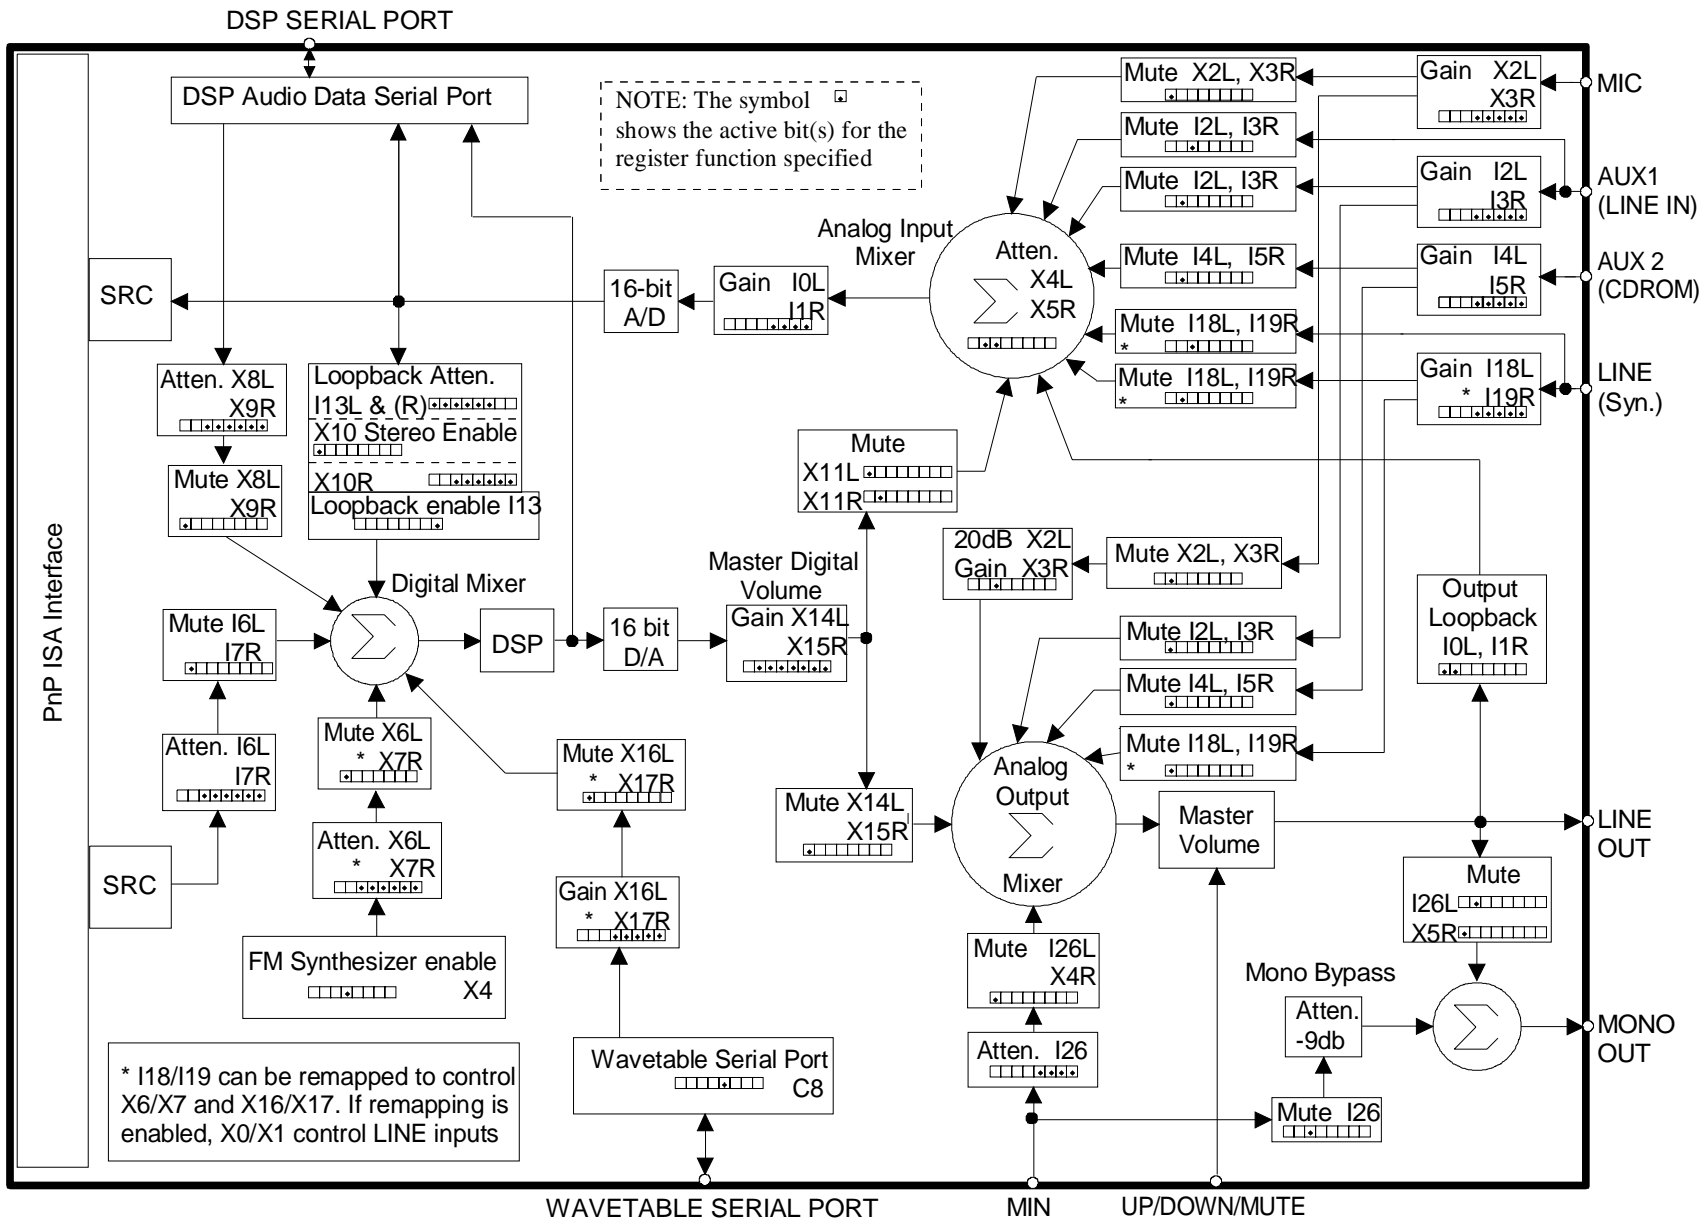 DSP SERIAL PORT
DSP Audio Data Serial Port
NOTE: The symbol
shows the active bit(s) for the
register function specified
Mute X2L, X3R
Gain X2L
X3R
MIC
Mute I2L, I3R
Mute I2L, I3R
Gain I2L
I3R
AUX1
(LINE IN)
Analog Input
Mixer
Atten.
X4L
X5R
Mute I4L, I5R
Gain I4L
I5R
AUX 2
(CDROM)
SRC
16-bit
A/D
Gain I0L
I1R
Mute I18L, I19R
*
Mute I18L, I19R
*
Gain I18L
* I19R
LINE
(Syn.)
Atten. X8L
X9R
Loopback Atten.
I13L & (R)
X10 Stereo Enable
X10R
Loopback enable I13
Mute X8L
X9R
Mute
X11L
X11R
PnP ISA Interface
20dB X2L
Gain X3R
Mute X2L, X3R
Output
Loopback
I0L, I1R
Digital Mixer
Master Digital
Volume
Gain X14L
X15R
Mute I6L
I7R
DSP
16 bit
D/A
Mute I2L, I3R
Mute I4L, I5R
Mute I18L, I19R
*
Atten. I6L
I7R
Mute X6L
* X7R
Mute X16L
* X17R
Mute X14L
X15R
Analog
Output
Mixer
Master
Volume
LINE
OUT
SRC
Atten. X6L
* X7R
Gain X16L
* X17R
Mute
I26L
X5R
FM Synthesizer enable
X4
Mute I26L
X4R
Mono Bypass
Atten.
-9db
MONO
OUT
Wavetable Serial Port
C8
Atten. I26
Mute I26
* I18/I19 can be remapped to control
X6/X7 and X16/X17. If remapping is
enabled, X0/X1 control LINE inputs
WAVETABLE SERIAL PORT
MIN
UP/DOWN/MUTE